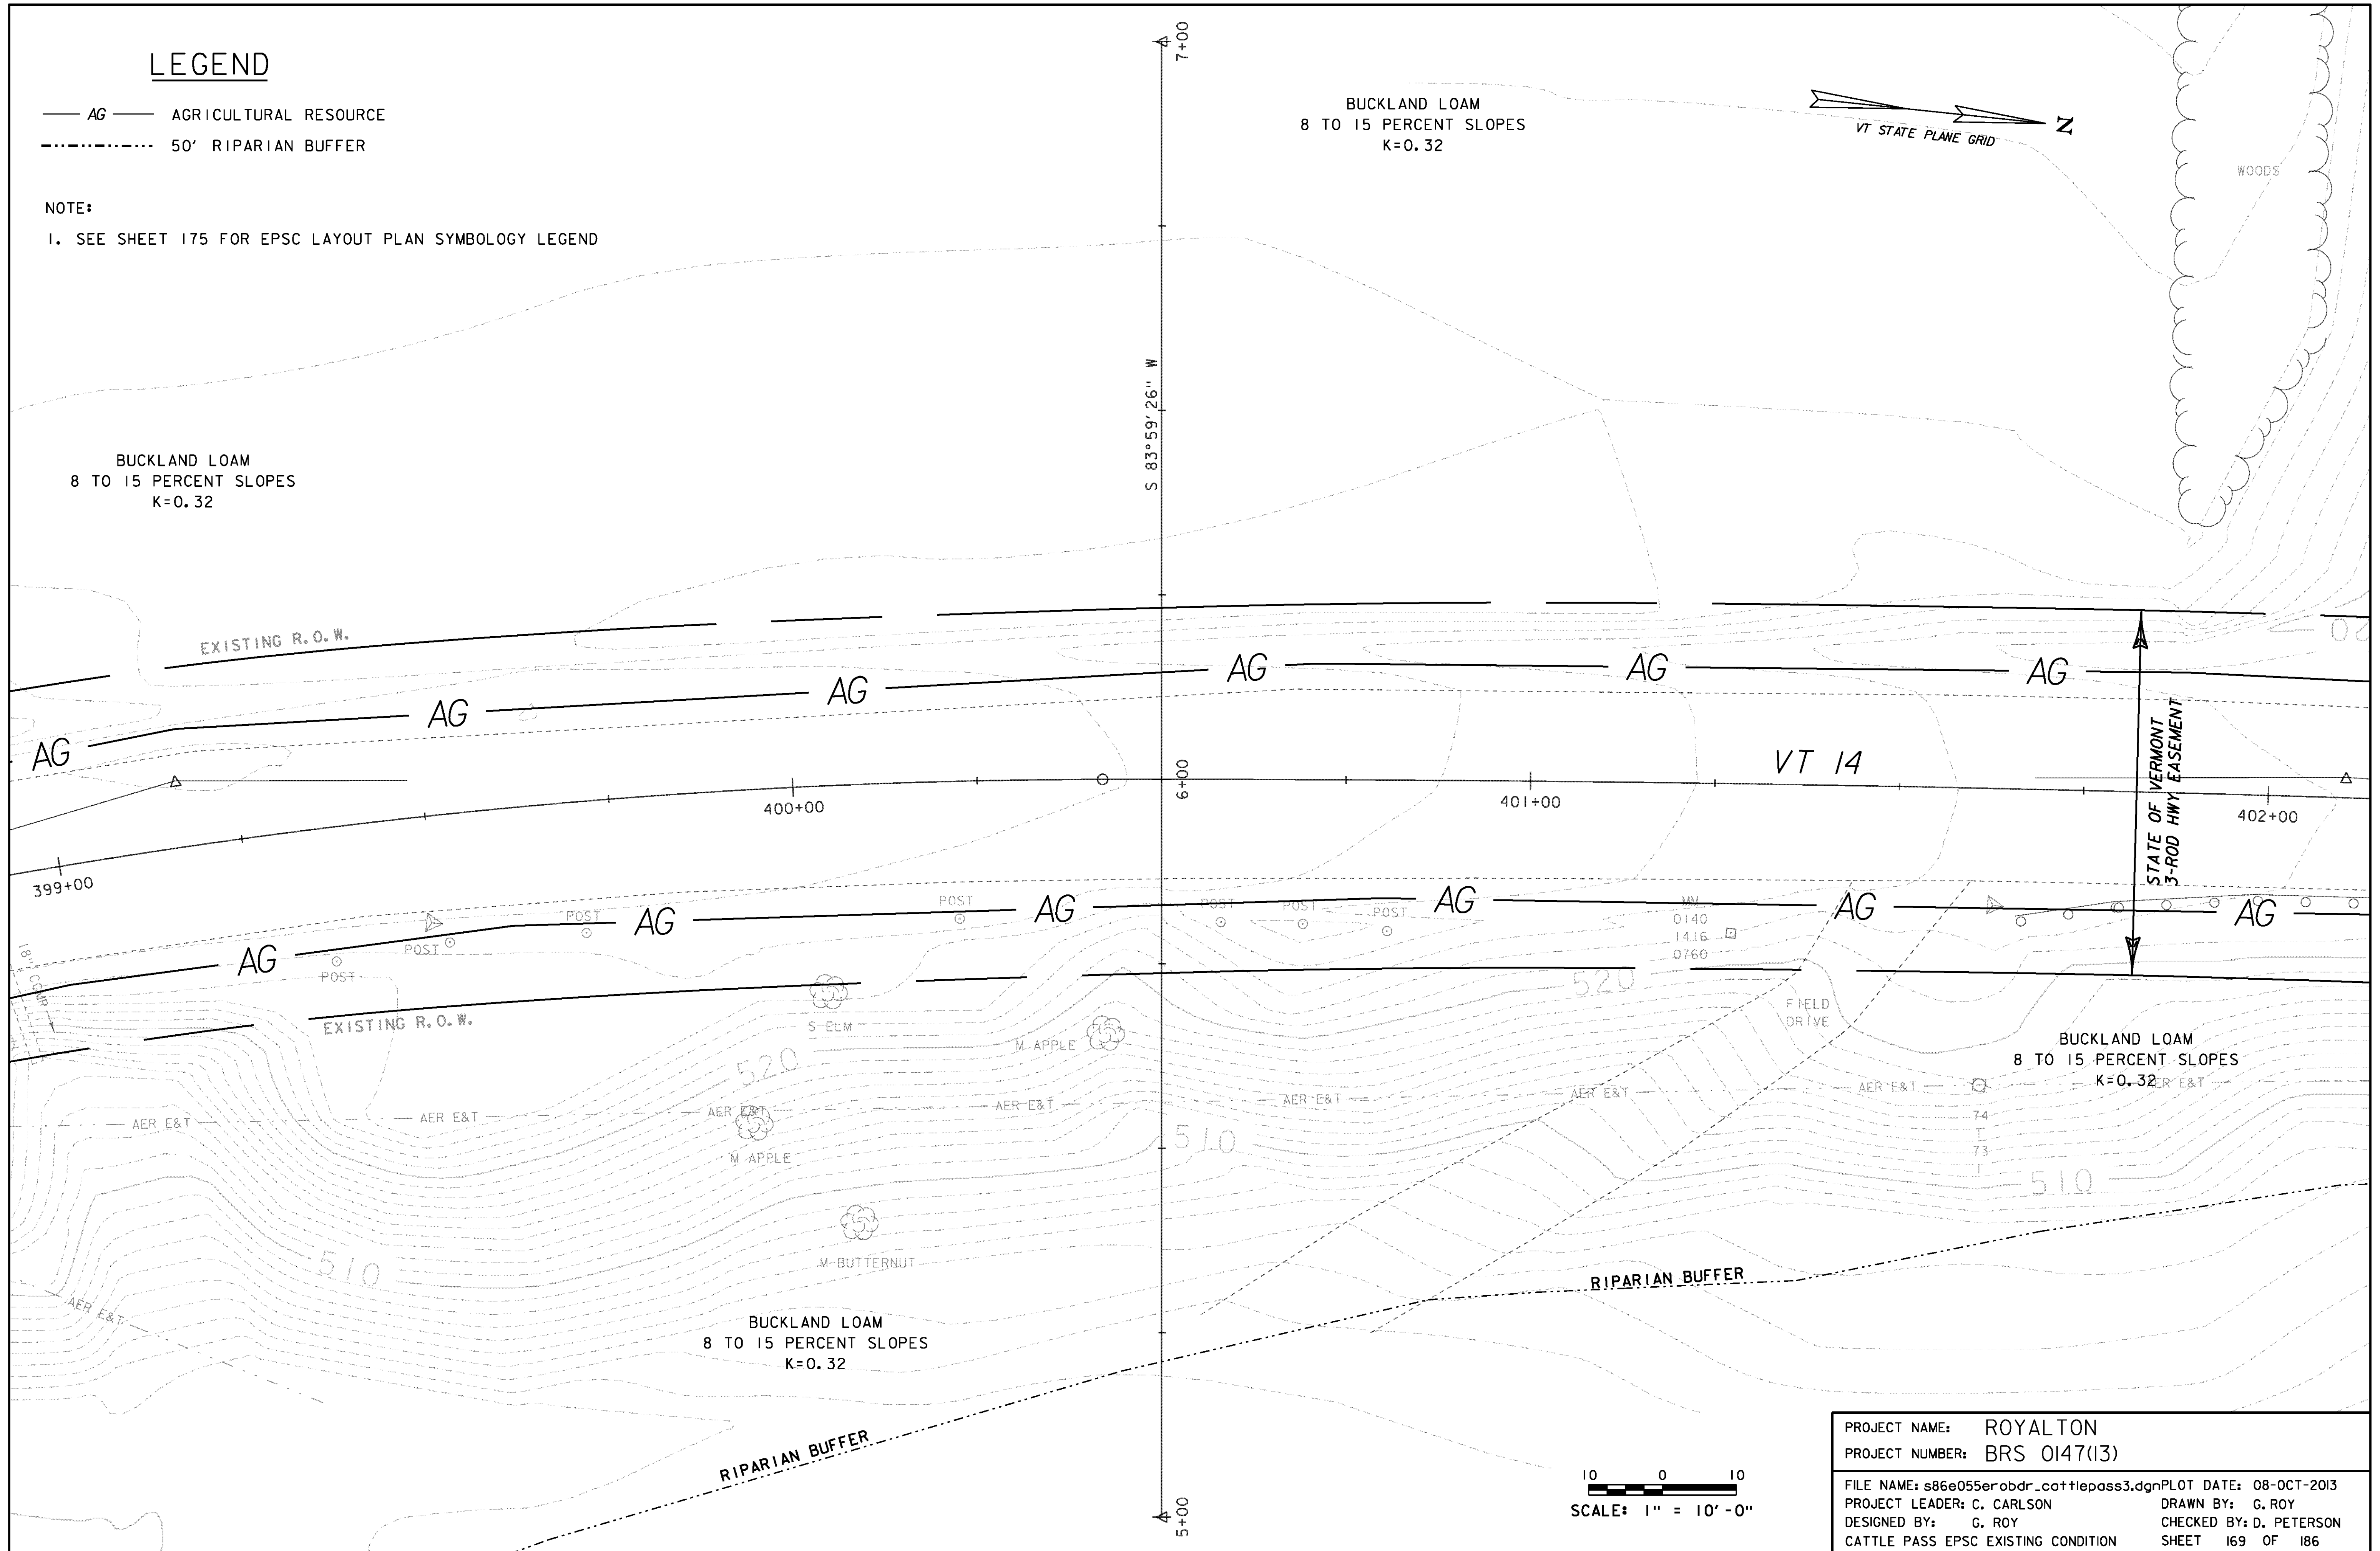 LEGEND
AG AGRICULTURAL RESOURCE
50' RIPARIAN BUFFER
NOTE:
1. SEE SHEET 175 FOR EPSC LAYOUT PLAN SYMBOLOGY LEGEND
7+00
BUCKLAND LOAM
8 TO 15 PERCENT SLOPES
K=0.32
VT STATE PLANE GRID
N
WOODS
S 83°59'26" W
BUCKLAND LOAM
8 TO 15 PERCENT SLOPES
K=0.32
EXISTING R.O.W.
20
AG
AG
AG
AG
AG
AG
VT 14
6+00
399+00
400+00
401+00
402+00
STATE OF VERMONT
3-ROD HWY EASEMENT
AG
AG
AG
AG
AG
AG
POST
POST
POST
POST
POST
POST
POST
MM
0140
1416
0760
18" CGMP
EXISTING R.O.W.
S ELM
M APPLE
520
520
FIELD
DRIVE
BUCKLAND LOAM
8 TO 15 PERCENT SLOPES
K=0.32
AER E&T
AER E&T
AER E&T
AER E&T
AER E&T
AER E&T
AER E&T
AER E&T
74
T
73
T
M APPLE
510
510
510
M BUTTERNUT
AER E&T
RIPARIAN BUFFER
BUCKLAND LOAM
8 TO 15 PERCENT SLOPES
K=0.32
RIPARIAN BUFFER
5+00
10 0 10
SCALE: 1" = 10'-0"
PROJECT NAME: ROYALTON
PROJECT NUMBER: BRS 0147(13)
FILE NAME: s86e055erobdr_cattlepass3.dgn PLOT DATE: 08-OCT-2013
PROJECT LEADER: C. CARLSON DRAWN BY: G. ROY
DESIGNED BY: G. ROY CHECKED BY: D. PETERSON
CATTLE PASS EPSC EXISTING CONDITION SHEET 169 OF 186